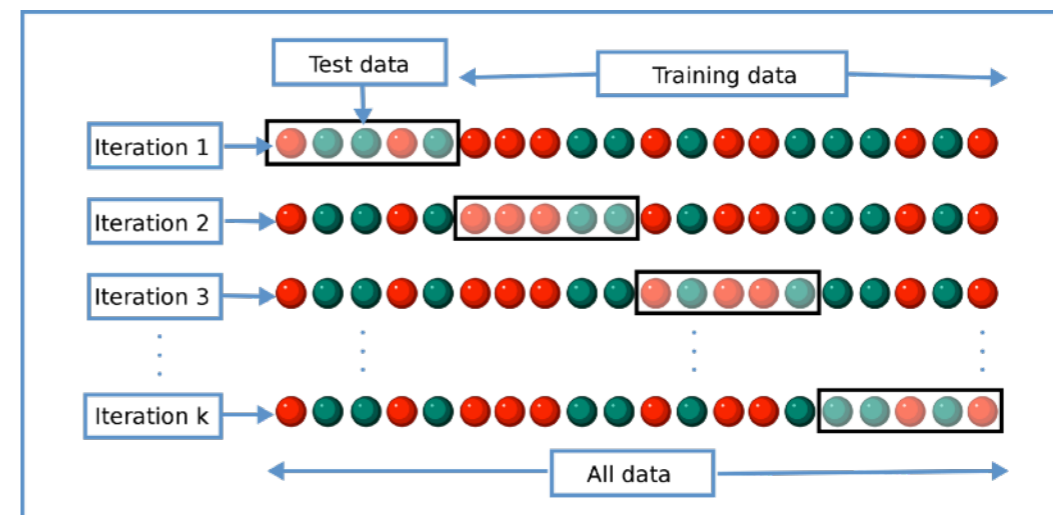 Test data
Training data
Iteration 1
Iteration 2
Iteration 3
Iteration k
All data